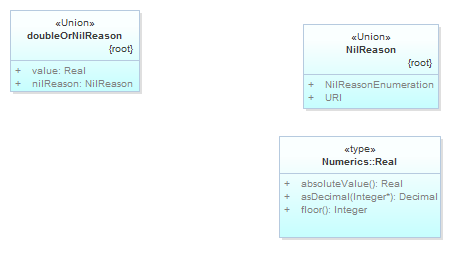 «Union»
doubleOrNilReason
{root}
+ value: Real
+ nilReason: NilReason
«Union»
NilReason
{root}
+ NilReasonEnumeration
+ URI
«type»
Numerics::Real
+ absoluteValue(): Real
+ asDecimal(Integer*): Decimal
+ floor(): Integer